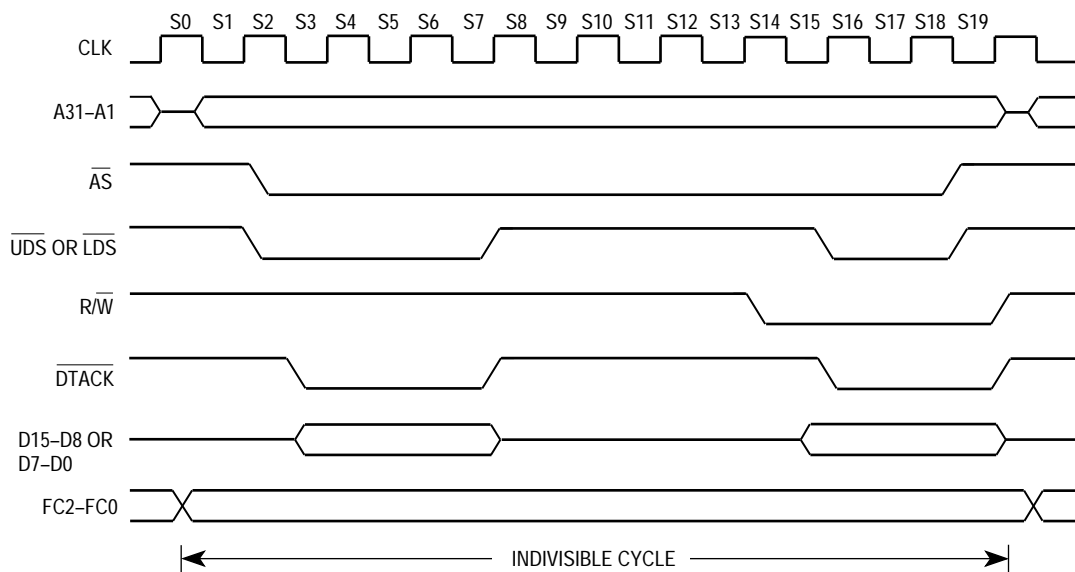 S0 S1 S2 S3 S4 S5 S6 S7 S8 S9 S10 S11 S12 S13 S14 S15 S16 S17 S18 S19
CLK
A31–A1
AS
UDS OR LDS
R/W
DTACK
D15–D8 OR
D7–D0
FC2–FC0
INDIVISIBLE CYCLE